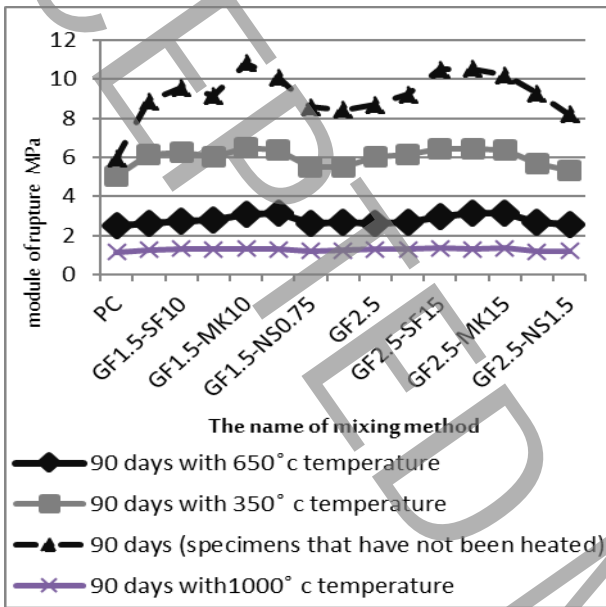 12
10
8
6
4
2
0
module of rupture MPa
PC
GF1.5-SF10
GF1.5-MK10
GF1.5-NS0.75
GF2.5
GF2.5-SF15
GF2.5-MK15
GF2.5-NS1.5
The name of mixing method
90 days with 650°c temperature
90 days with 350° c temperature
90 days (specimens that have not been heated)
90 days with1000° c temperature